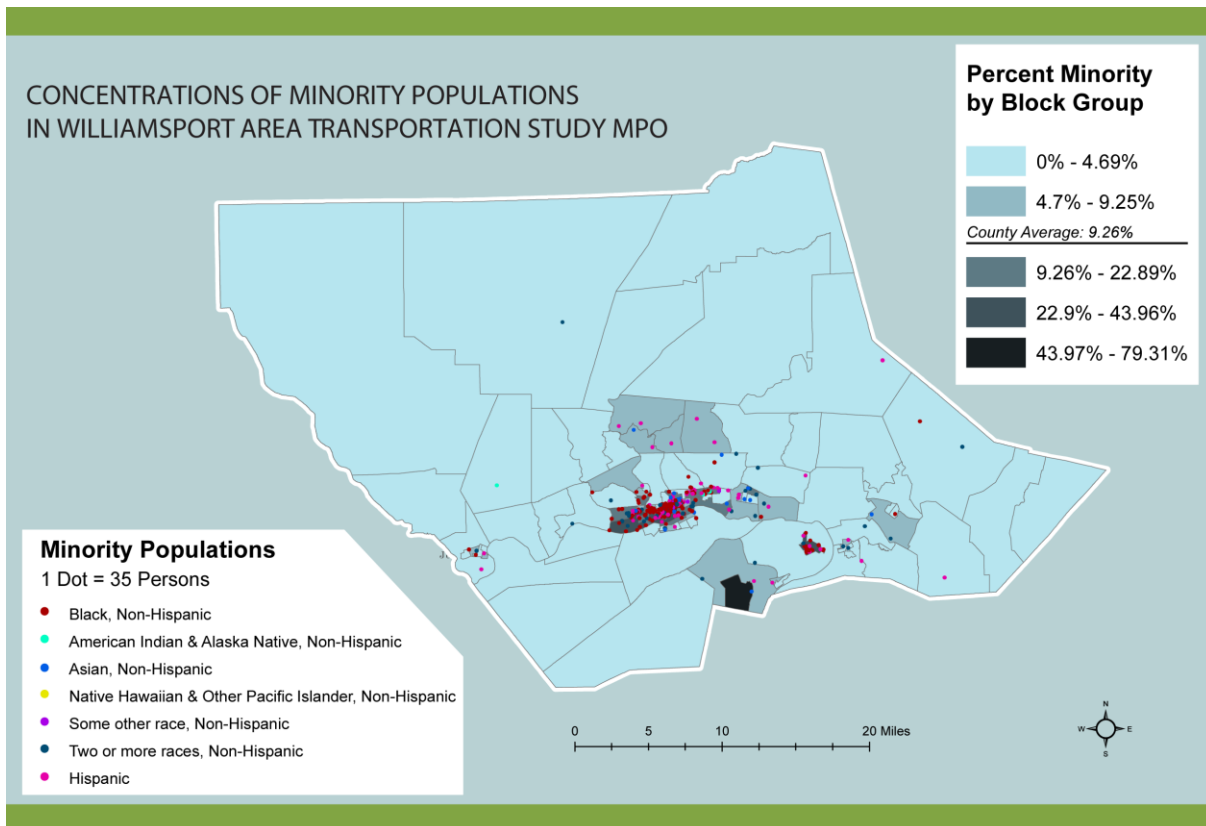 CONCENTRATIONS OF MINORITY POPULATIONS
IN WILLIAMSPORT AREA TRANSPORTATION STUDY MPO
Percent Minority
by Block Group
0% - 4.69%
4.7% - 9.25%
County Average: 9.26%
9.26% - 22.89%
22.9% - 43.96%
43.97% - 79.31%
Minority Populations
1 Dot = 35 Persons
Black, Non-Hispanic
American Indian & Alaska Native, Non-Hispanic
Asian, Non-Hispanic
Native Hawaiian & Other Pacific Islander, Non-Hispanic
Some other race, Non-Hispanic
Two or more races, Non-Hispanic
Hispanic
0 5 10 20 Miles
N
W E
S